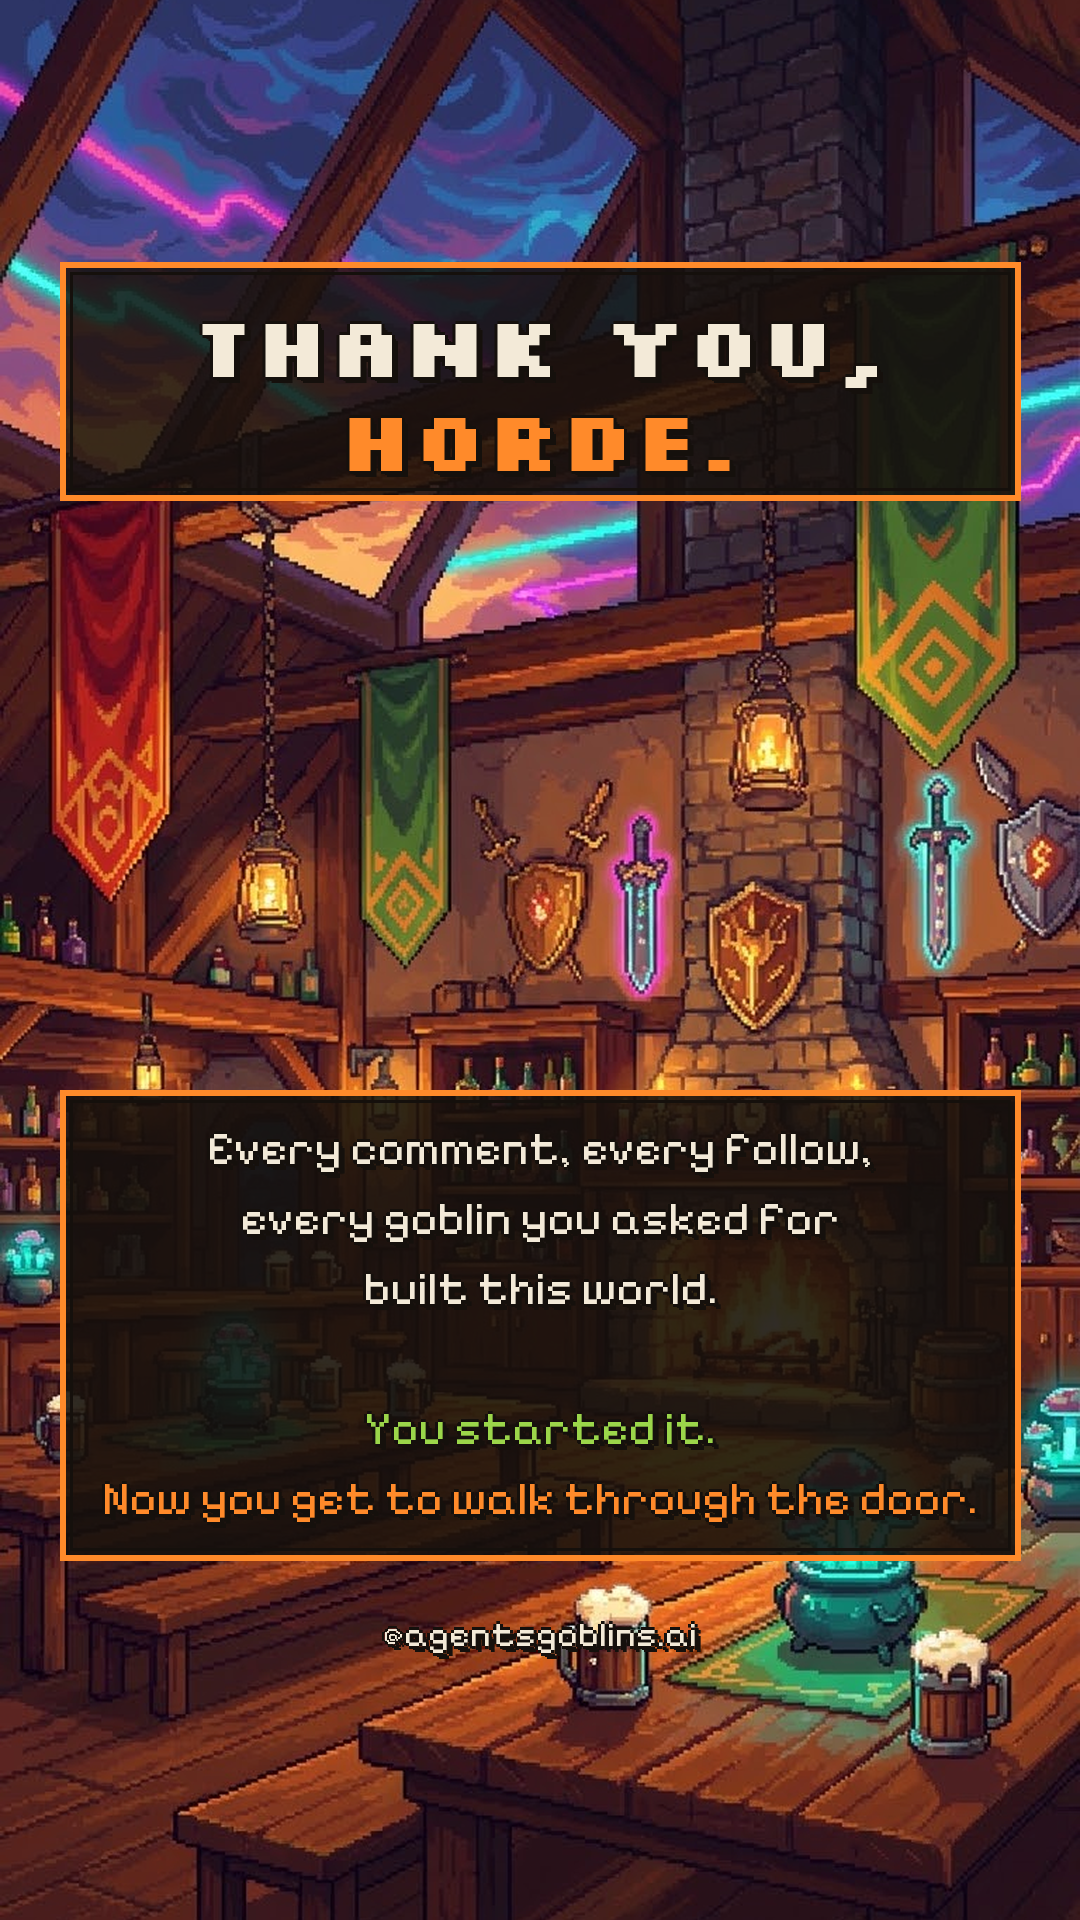 THANK YOU,
HORDE.
Every comment, every follow,
every goblin you asked for
built this world.
You started it.
Now you get to walk through the door.
@agentsgoblins.ai